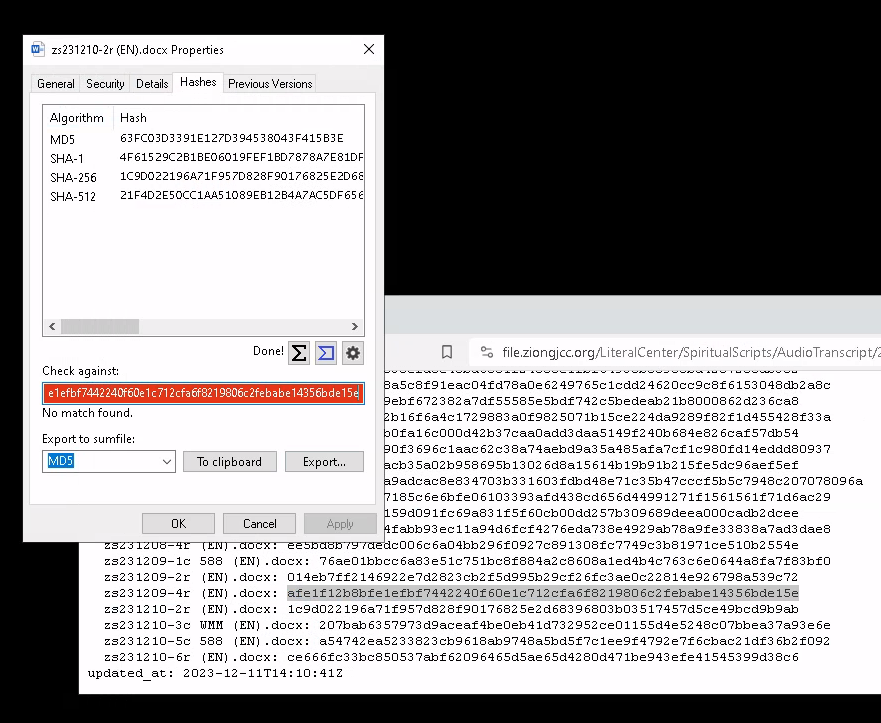 zs231210-2r (EN).docx Properties
General Security Details Hashes Previous Versions
Algorithm Hash
MD5 63FC03D3391E127D394538043F415B3E
SHA-1 4F61529C2B1BE06019FEF1BD7878A7E81DF
SHA-256 1C9D022196A71F957D828F90176825E2D68
SHA-512 21F4D2E50CC1AA51089EB12B4A7AC5DF656
Done!
Check against:
e1efbf7442240f60e1c712cfa6f8219806c2febabe14356bde15e
No match found.
Export to sumfile:
MD5 To clipboard Export...
OK Cancel Apply
file.ziongjcc.org/LiteralCenter/SpiritualScripts/AudioTranscript/2
8a5c8f91eac04fd78a0e6249765c1cdd24620cc9c8f6153048db2a8c
9ebf672382a7df55585e5bdf742c5bedeab21b8000862d236ca8
2b16f6a4c1729883a0f9825071b15ce224da9289f82f1d455428f33a
b0fa16c000d42b37caa0add3daa5149f240b684e826caf57db54
90f3696c1aac62c38a74aebd9a35a485afa7cf1c980fd14eddd80937
acb35a02b958695b13026d8a15614b19b91b215fe5dc96aef5ef
a9adcac8e834703b331603fdbd48e71c35b47cccf5b5c7948c207078096a
7185c6e6bfe06103393afd438cd656d44991271f1561561f71d6ac29
159d091fc69a831f5f60cb00dd257b309689deea000cadb2dcee
4fabb93ec11a94d6fcf4276eda738e4929ab78a9fe33838a7ad3dae8
zs231208-4r (EN).docx: ee5bd8b797dedc006c6a04bb296f0927c891308fc7749c3b81971ce510b2554e
zs231209-1c 588 (EN).docx: 76ae01bbcc6a83e51c751bc8f884a2c8608a1ed4b4c763c6e0644a8fa7f83bf0
zs231209-2r (EN).docx: 014eb7ff2146922e7d2823cb2f5d995b29cf26fc3ae0c22814e926798a539c72
zs231209-4r (EN).docx: afe1f12b8bfe1efbf7442240f60e1c712cfa6f8219806c2febabe14356bde15e
zs231210-2r (EN).docx: 1c9d022196a71f957d828f90176825e2d68396803b03517457d5ce49bcd9b9ab
zs231210-3c WMM (EN).docx: 207bab6357973d9aceaf4be0eb41d732952ce01155d4e5248c07bbea37a93e6e
zs231210-5c 588 (EN).docx: a54742ea5233823cb9618ab9748a5bd5f7c1ee9f4792e7f6cbac21df36b2f092
zs231210-6r (EN).docx: ce666fc33bc850537abf62096465d5ae65d4280d471be943efe41545399d38c6
updated_at: 2023-12-11T14:10:41Z